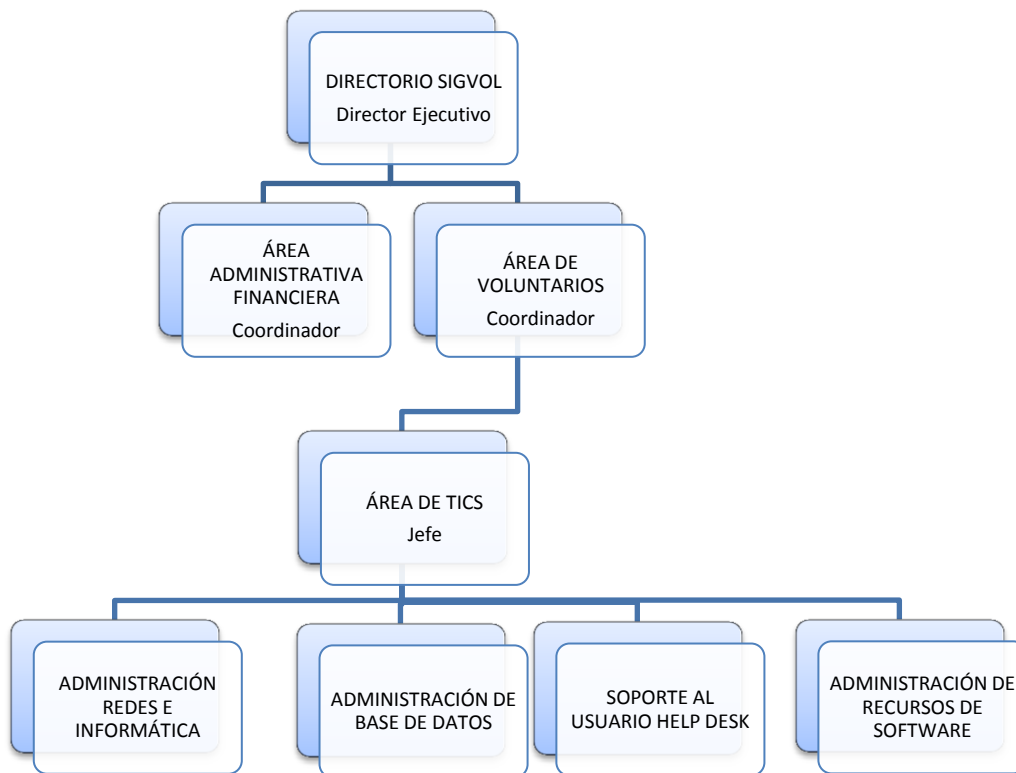 DIRECTORIO SIGVOL
Director Ejecutivo
ÁREA
ADMINISTRATIVA
FINANCIERA
Coordinador
ÁREA DE
VOLUNTARIOS
Coordinador
ÁREA DE TICS
Jefe
ADMINISTRACIÓN
REDES E
INFORMÁTICA
ADMINISTRACIÓN DE
BASE DE DATOS
SOPORTE AL
USUARIO HELP DESK
ADMINISTRACIÓN DE
RECURSOS DE
SOFTWARE